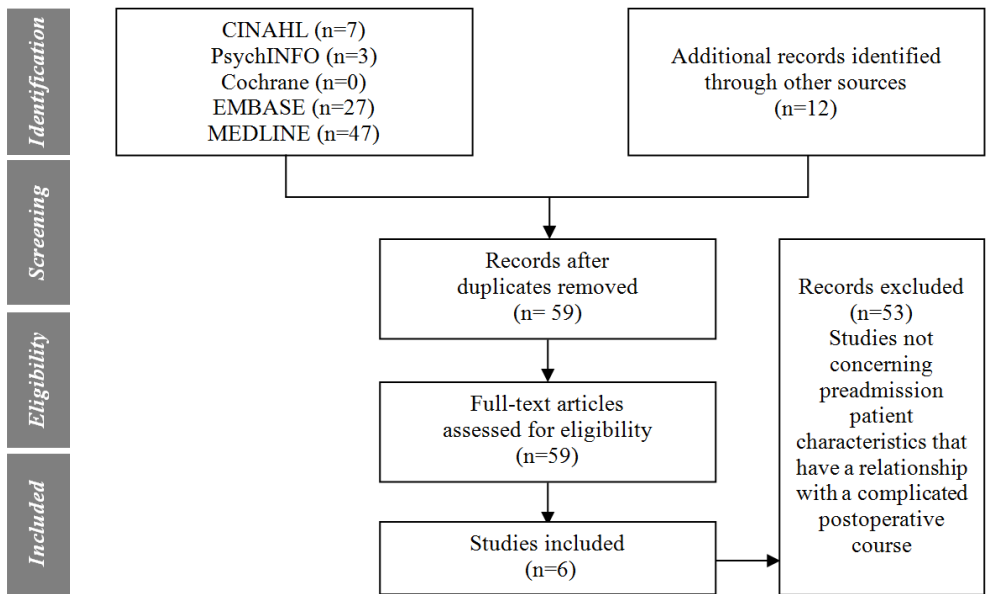 Identification
CINAHL (n=7)
PsychINFO (n=3)
Cochrane (n=0)
EMBASE (n=27)
MEDLINE (n=47)
Additional records identified
through other sources
(n=12)
Screening
Records after
duplicates removed
(n= 59)
Records excluded
(n=53)
Studies not
concerning
preadmission
patient
characteristics that
have a relationship
with a complicated
postoperative
course
Eligibility
Full-text articles
assessed for eligibility
(n=59)
Included
Studies included
(n=6)